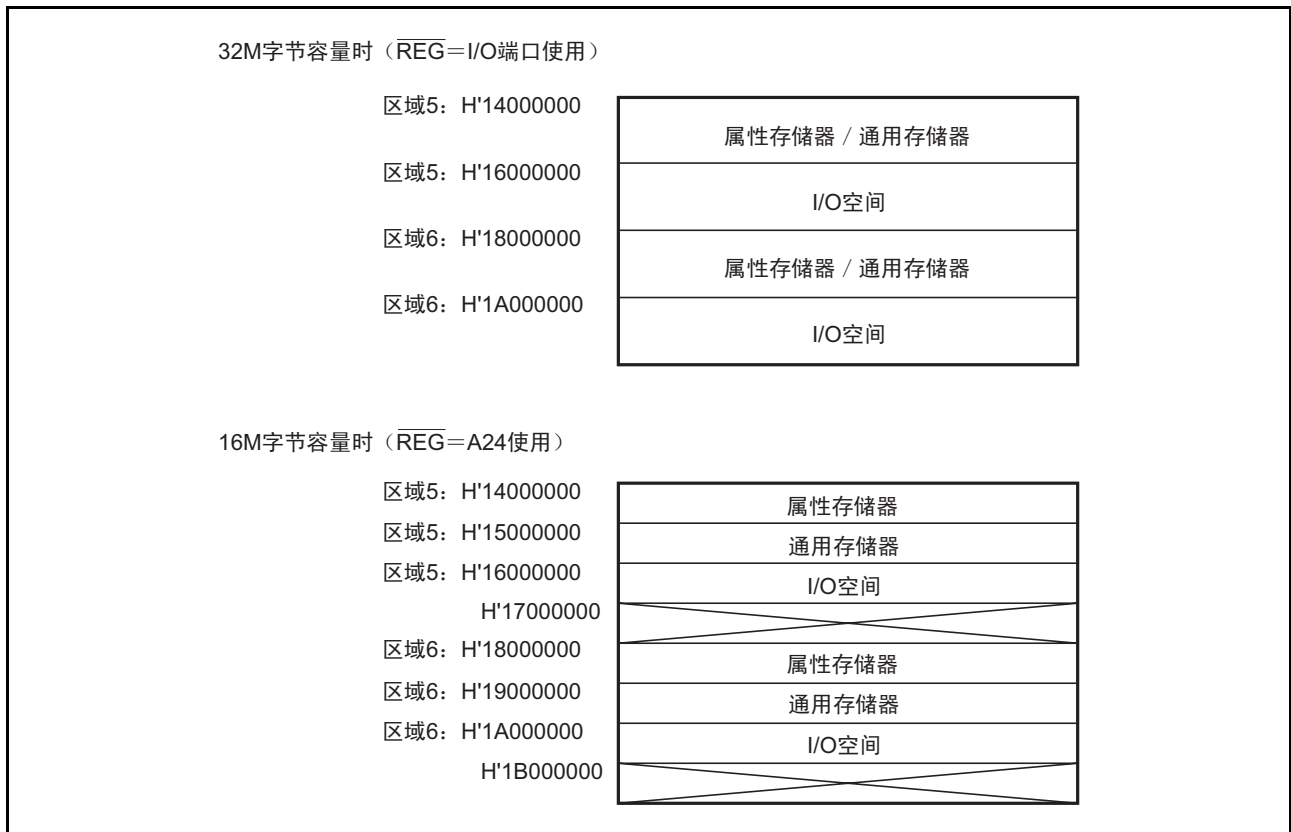 32M字节容量时（REG＝I/O端口使用）
区域5：H'14000000
属性存储器／通用存储器
区域5：H'16000000
I/O空间
区域6：H'18000000
属性存储器／通用存储器
区域6：H'1A000000
I/O空间
16M字节容量时（REG＝A24使用）
区域5：H'14000000
属性存储器
区域5：H'15000000
通用存储器
区域5：H'16000000
I/O空间
H'17000000
区域6：H'18000000
属性存储器
区域6：H'19000000
通用存储器
区域6：H'1A000000
I/O空间
H'1B000000